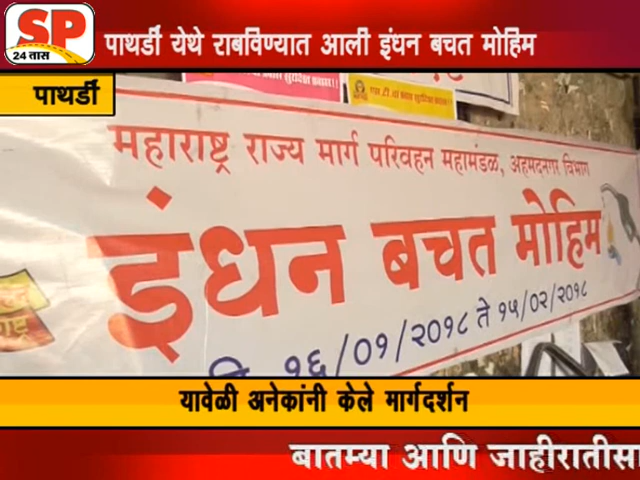 SP
24 तास
पाथर्डी येथे राबविण्यात आली इंधन बचत मोहिम
पाथर्डी
महाराष्ट्र राज्य मार्ग परिवहन महामंडळ, अहमदनगर विभाग
इंधन बचत मोहिम
१६/०१/२०१८ ते १५/०२/२०१८
यावेळी अनेकांनी केले मार्गदर्शन
बातम्या आणि जाहीरातीसा